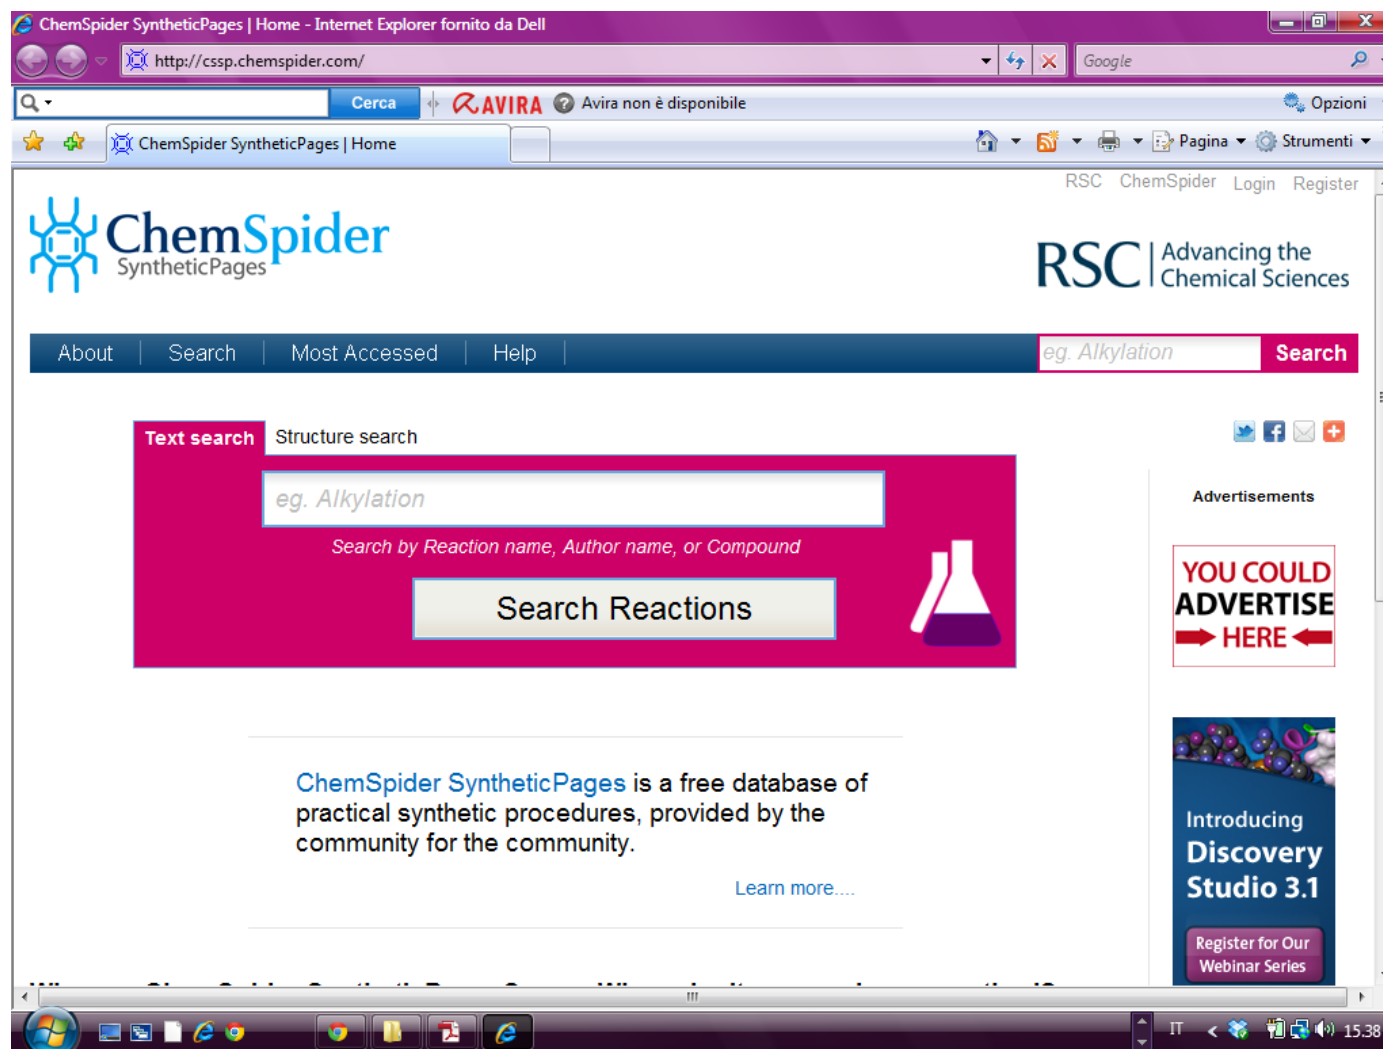 ChemSpider SyntheticPages | Home - Internet Explorer fornito da Dell
http://cssp.chemspider.com/
Google
Cerca
AVIRA
Avira non è disponibile
Opzioni
ChemSpider SyntheticPages | Home
Pagina
Strumenti
RSC ChemSpider Login Register
ChemSpider
SyntheticPages
RSC
Advancing the
Chemical Sciences
About
Search
Most Accessed
Help
eg. Alkylation
Search
Text search
Structure search
eg. Alkylation
Search by Reaction name, Author name, or Compound
Search Reactions
Advertisements
YOU COULD
ADVERTISE
HERE
ChemSpider SyntheticPages is a free database of
practical synthetic procedures, provided by the
community for the community.
Learn more....
Introducing
Discovery
Studio 3.1
Register for Our
Webinar Series
IT
15.38